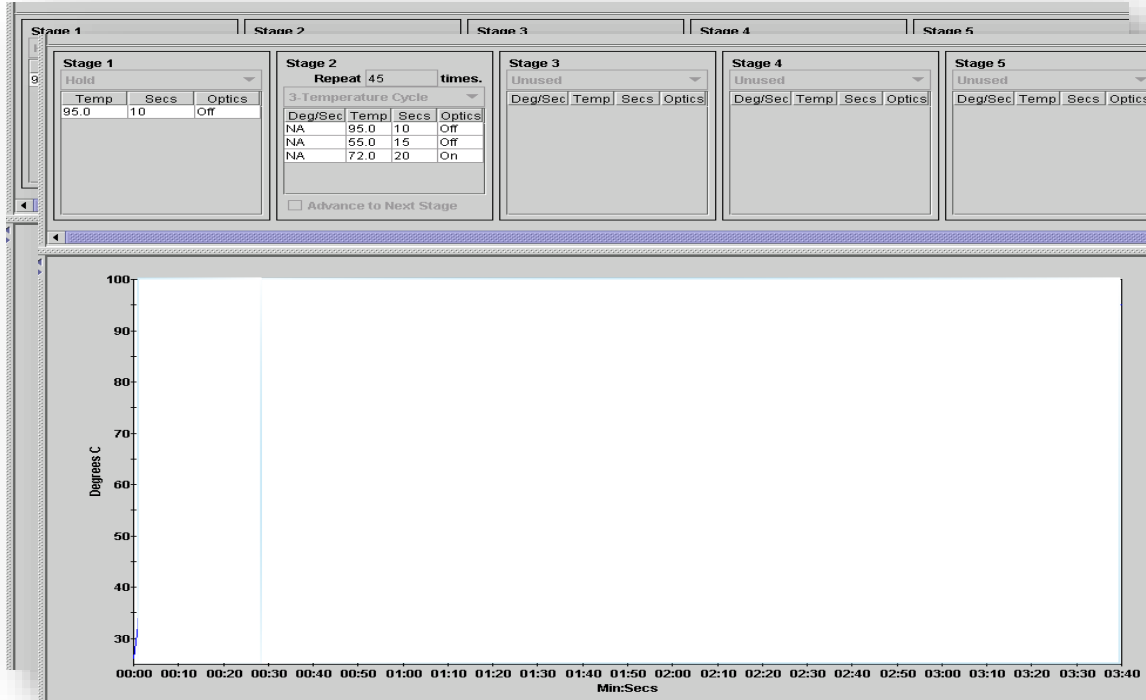 Stage 1 Stage 2 Stage 3 Stage 4 Stage 5
9
Stage 1
Hold
Temp Secs Optics
95.0 10 Off
Stage 2
Repeat 45 times.
3-Temperature Cycle
Deg/Sec Temp Secs Optics
NA 95.0 10 Off
NA 55.0 15 Off
NA 72.0 20 On
Advance to Next Stage
Stage 3
Unused
Deg/Sec Temp Secs Optics
Stage 4
Unused
Deg/Sec Temp Secs Optics
Stage 5
Unused
Deg/Sec Temp Secs Optics
100
90
80
70
60
50
40
30
Degrees C
00:00 00:10 00:20 00:30 00:40 00:50 01:00 01:10 01:20 01:30 01:40 01:50 02:00 02:10 02:20 02:30 02:40 02:50 03:00 03:10 03:20 03:30 03:40
Min:Secs